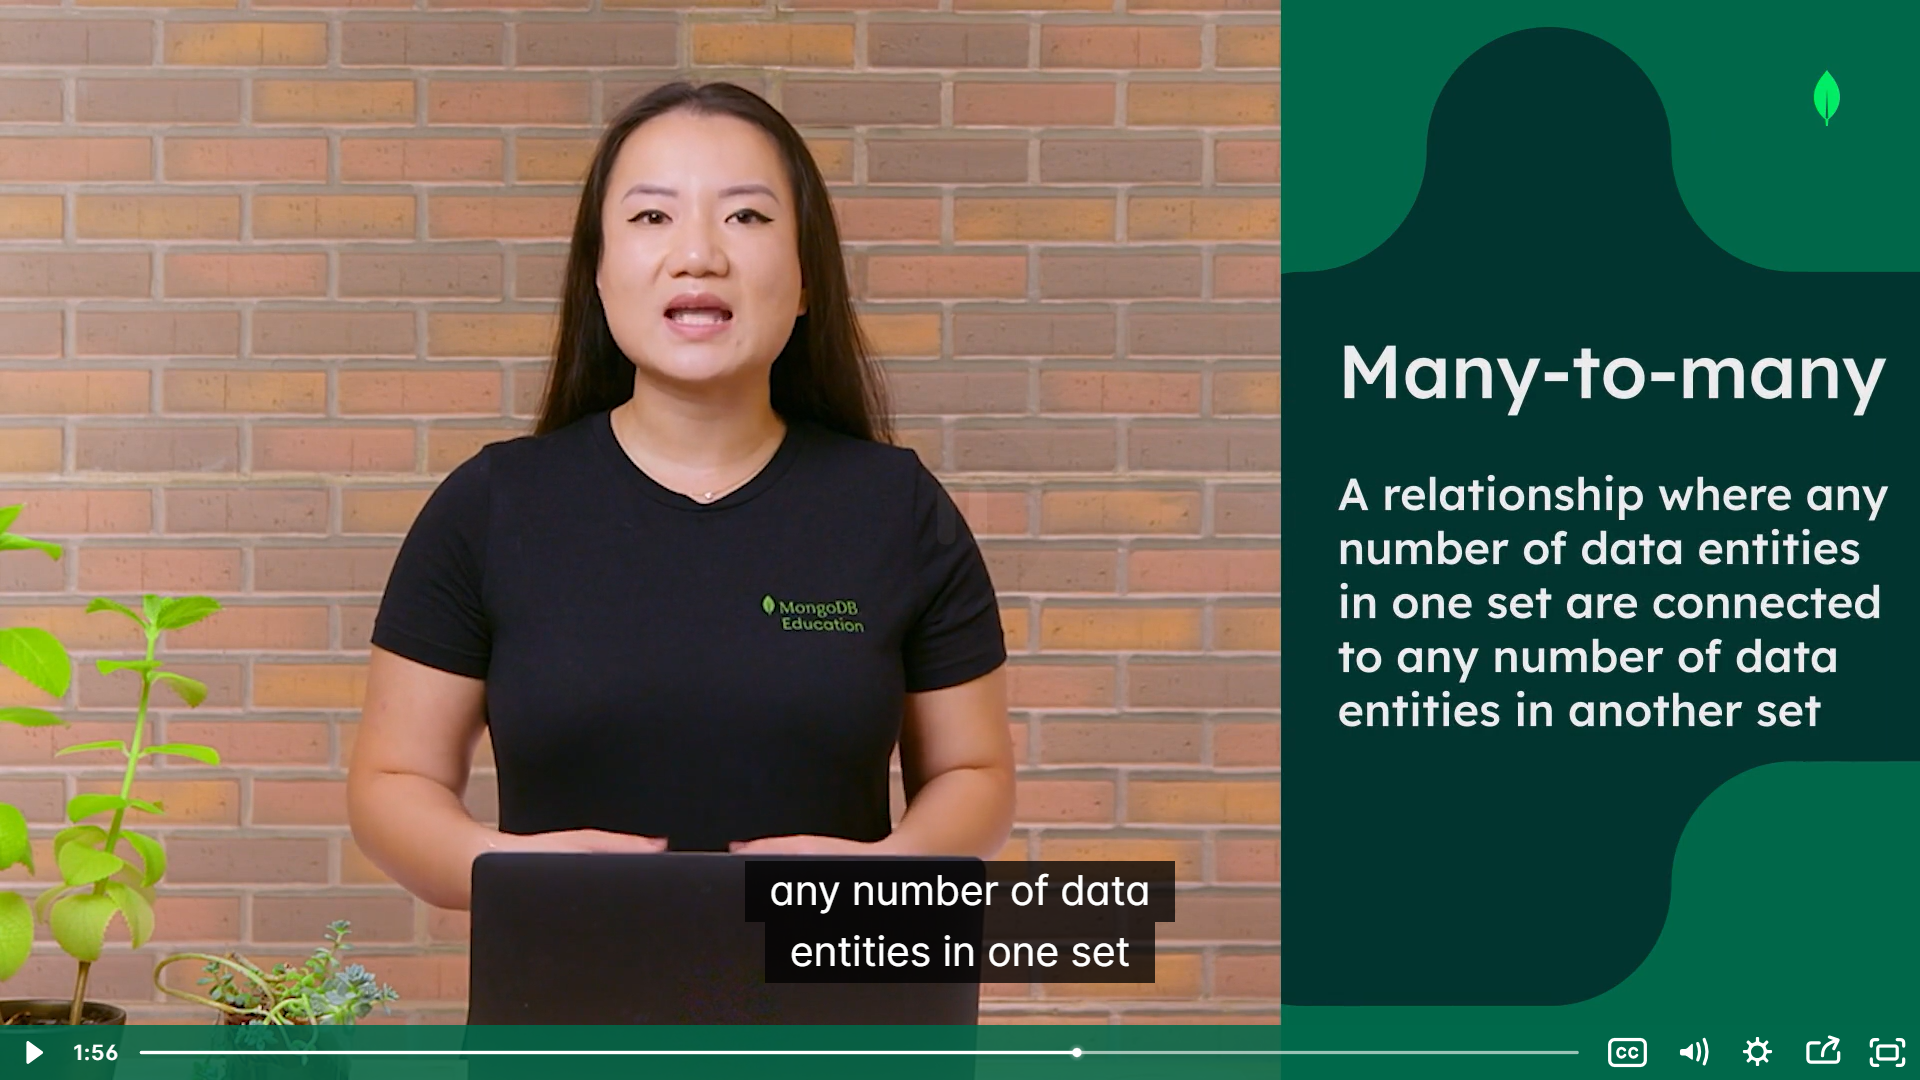 Many-to-many
A relationship where any
number of data entities
in one set are connected
to any number of data
entities in another set
MongoDB
Education
any number of data
entities in one set
1:56
CC